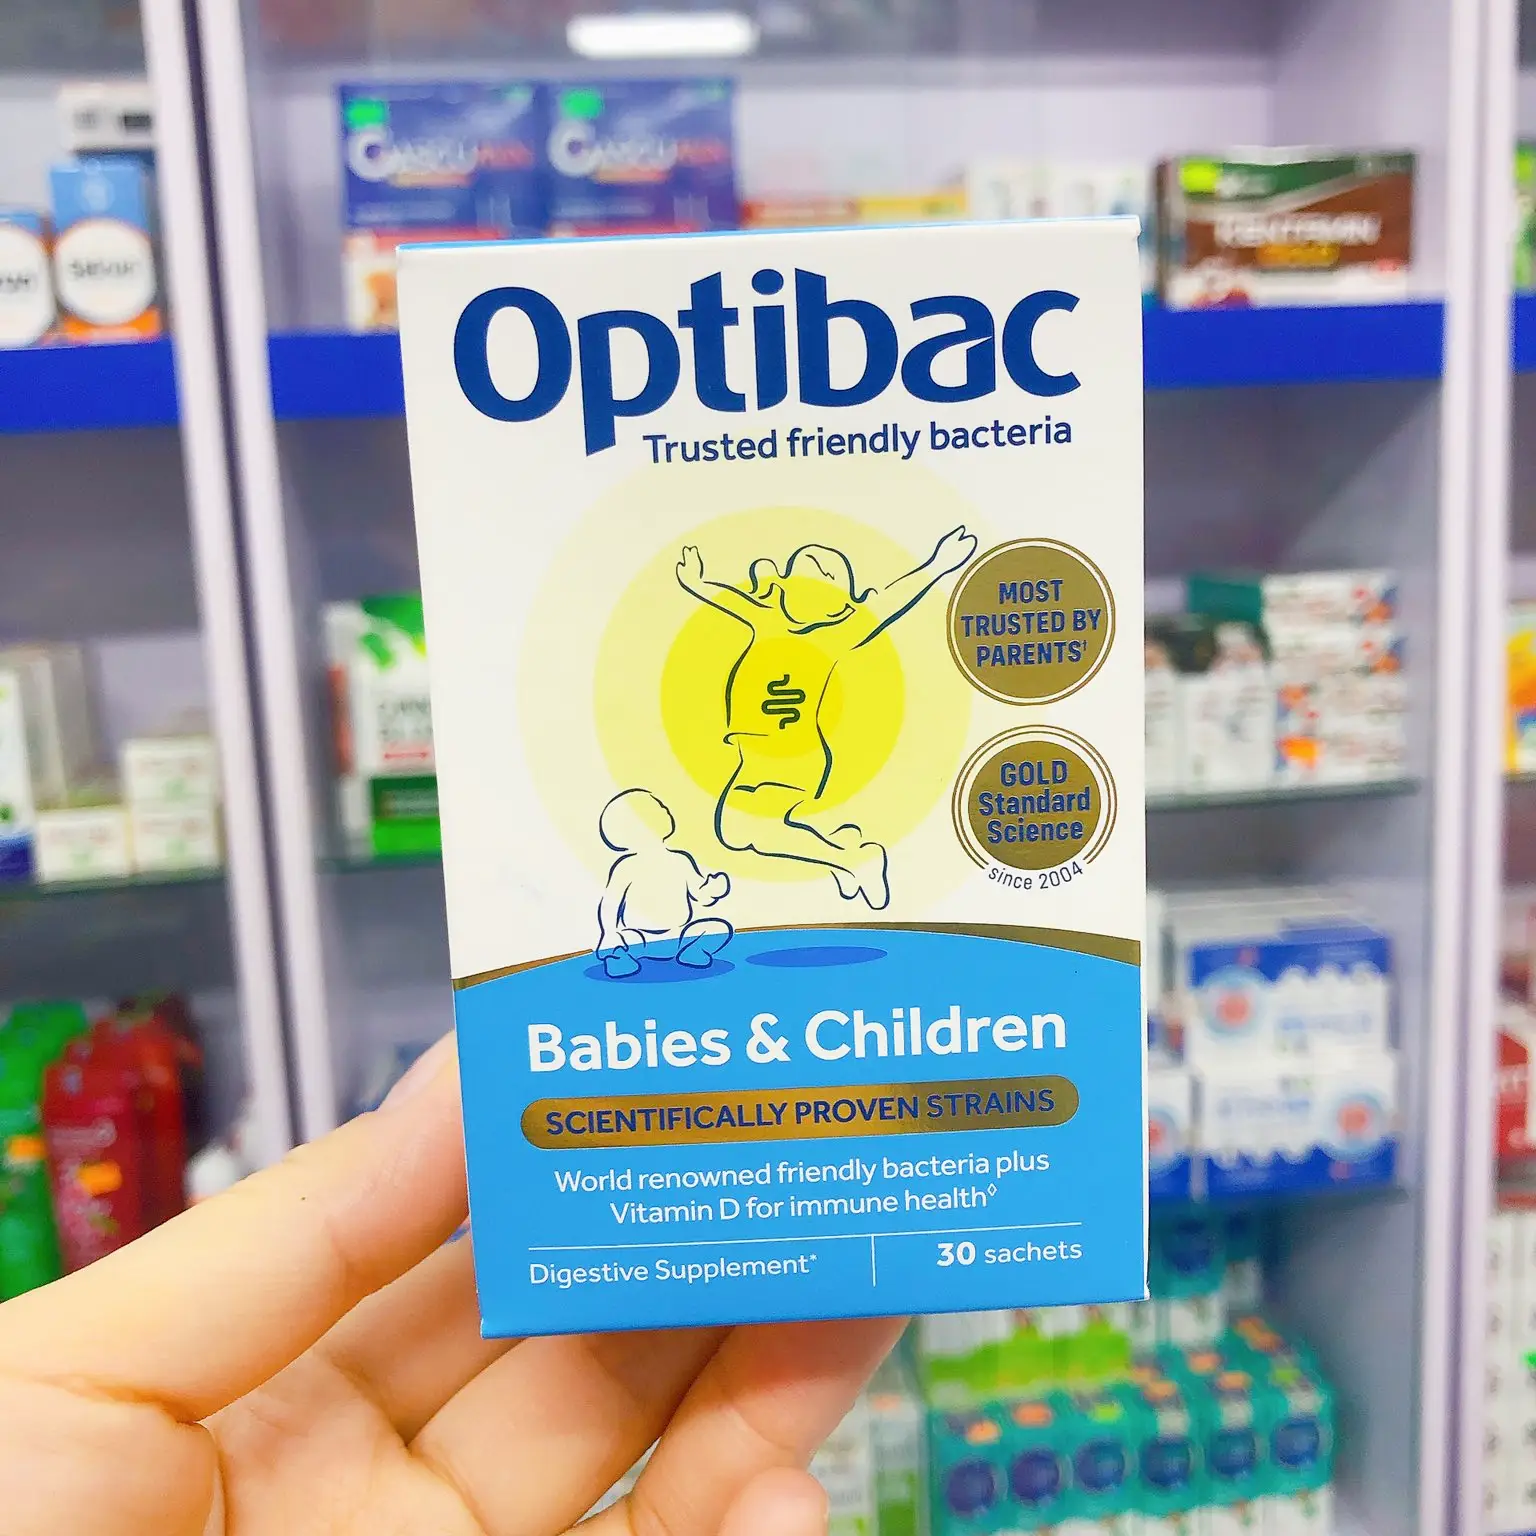 Optibac
Trusted friendly bacteria
MOST
TRUSTED BY
PARENTS†
GOLD
Standard
Science
since 2004
Babies & Children
SCIENTIFICALLY PROVEN STRAINS
World renowned friendly bacteria plus
Vitamin D for immune health◊
Digestive Supplement*
30 sachets